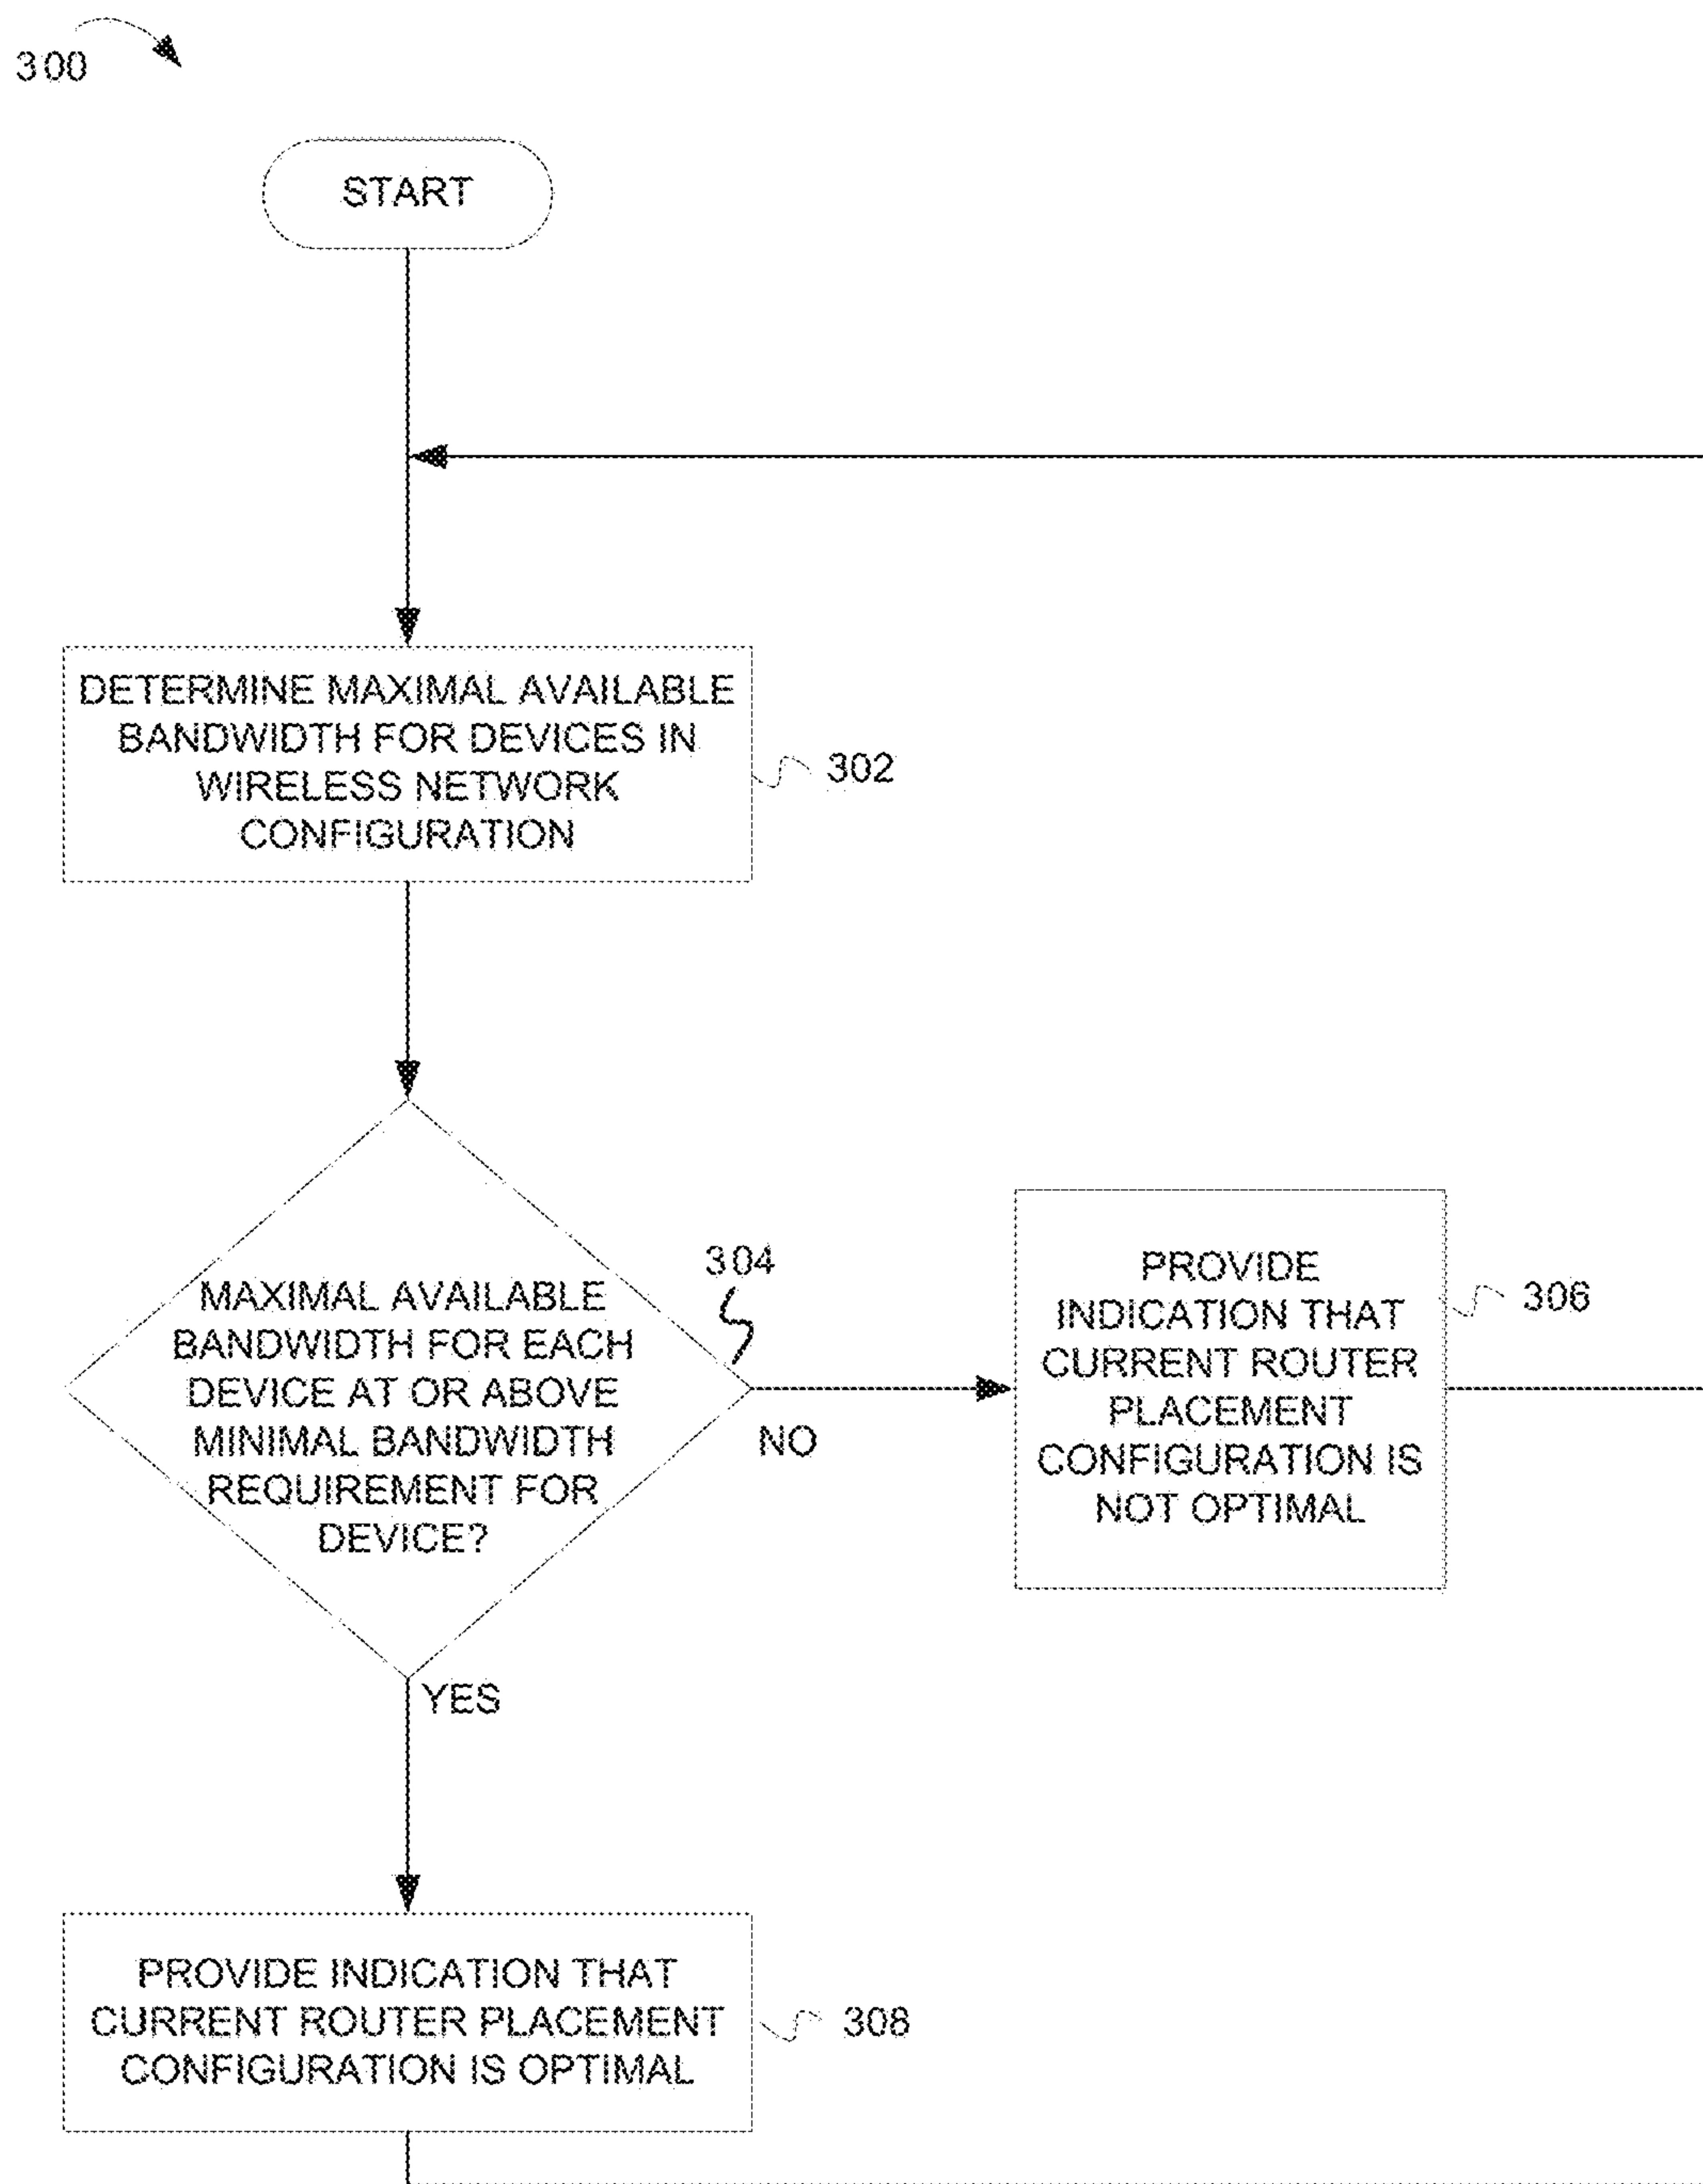 300
START
DETERMINE MAXIMAL AVAILABLE
BANDWIDTH FOR DEVICES IN
WIRELESS NETWORK
CONFIGURATION
302
304
MAXIMAL AVAILABLE
BANDWIDTH FOR EACH
DEVICE AT OR ABOVE
MINIMAL BANDWIDTH
REQUIREMENT FOR
DEVICE?
NO
PROVIDE
INDICATION THAT
CURRENT ROUTER
PLACEMENT
CONFIGURATION IS
NOT OPTIMAL
306
YES
PROVIDE INDICATION THAT
CURRENT ROUTER PLACEMENT
CONFIGURATION IS OPTIMAL
308